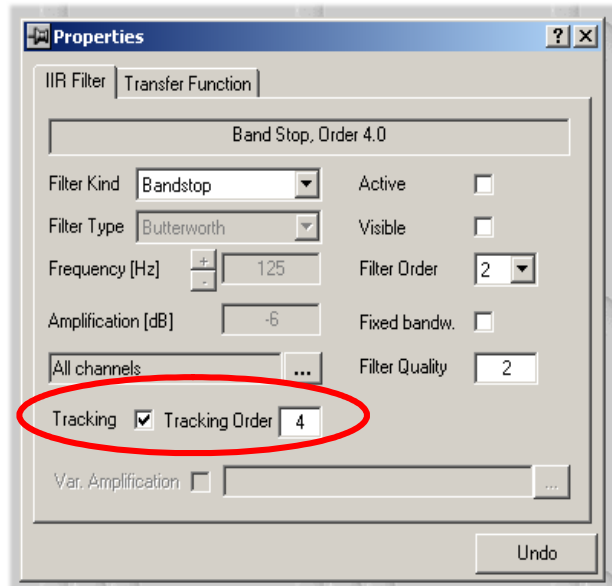 Properties
IIR Filter Transfer Function
Band Stop, Order 4.0
Filter Kind Bandstop Active
Filter Type Butterworth Visible
Frequency [Hz] + - 125 Filter Order 2
Amplification [dB] -6 Fixed bandw.
All channels ... Filter Quality 2
Tracking Tracking Order 4
Var. Amplification ...
Undo